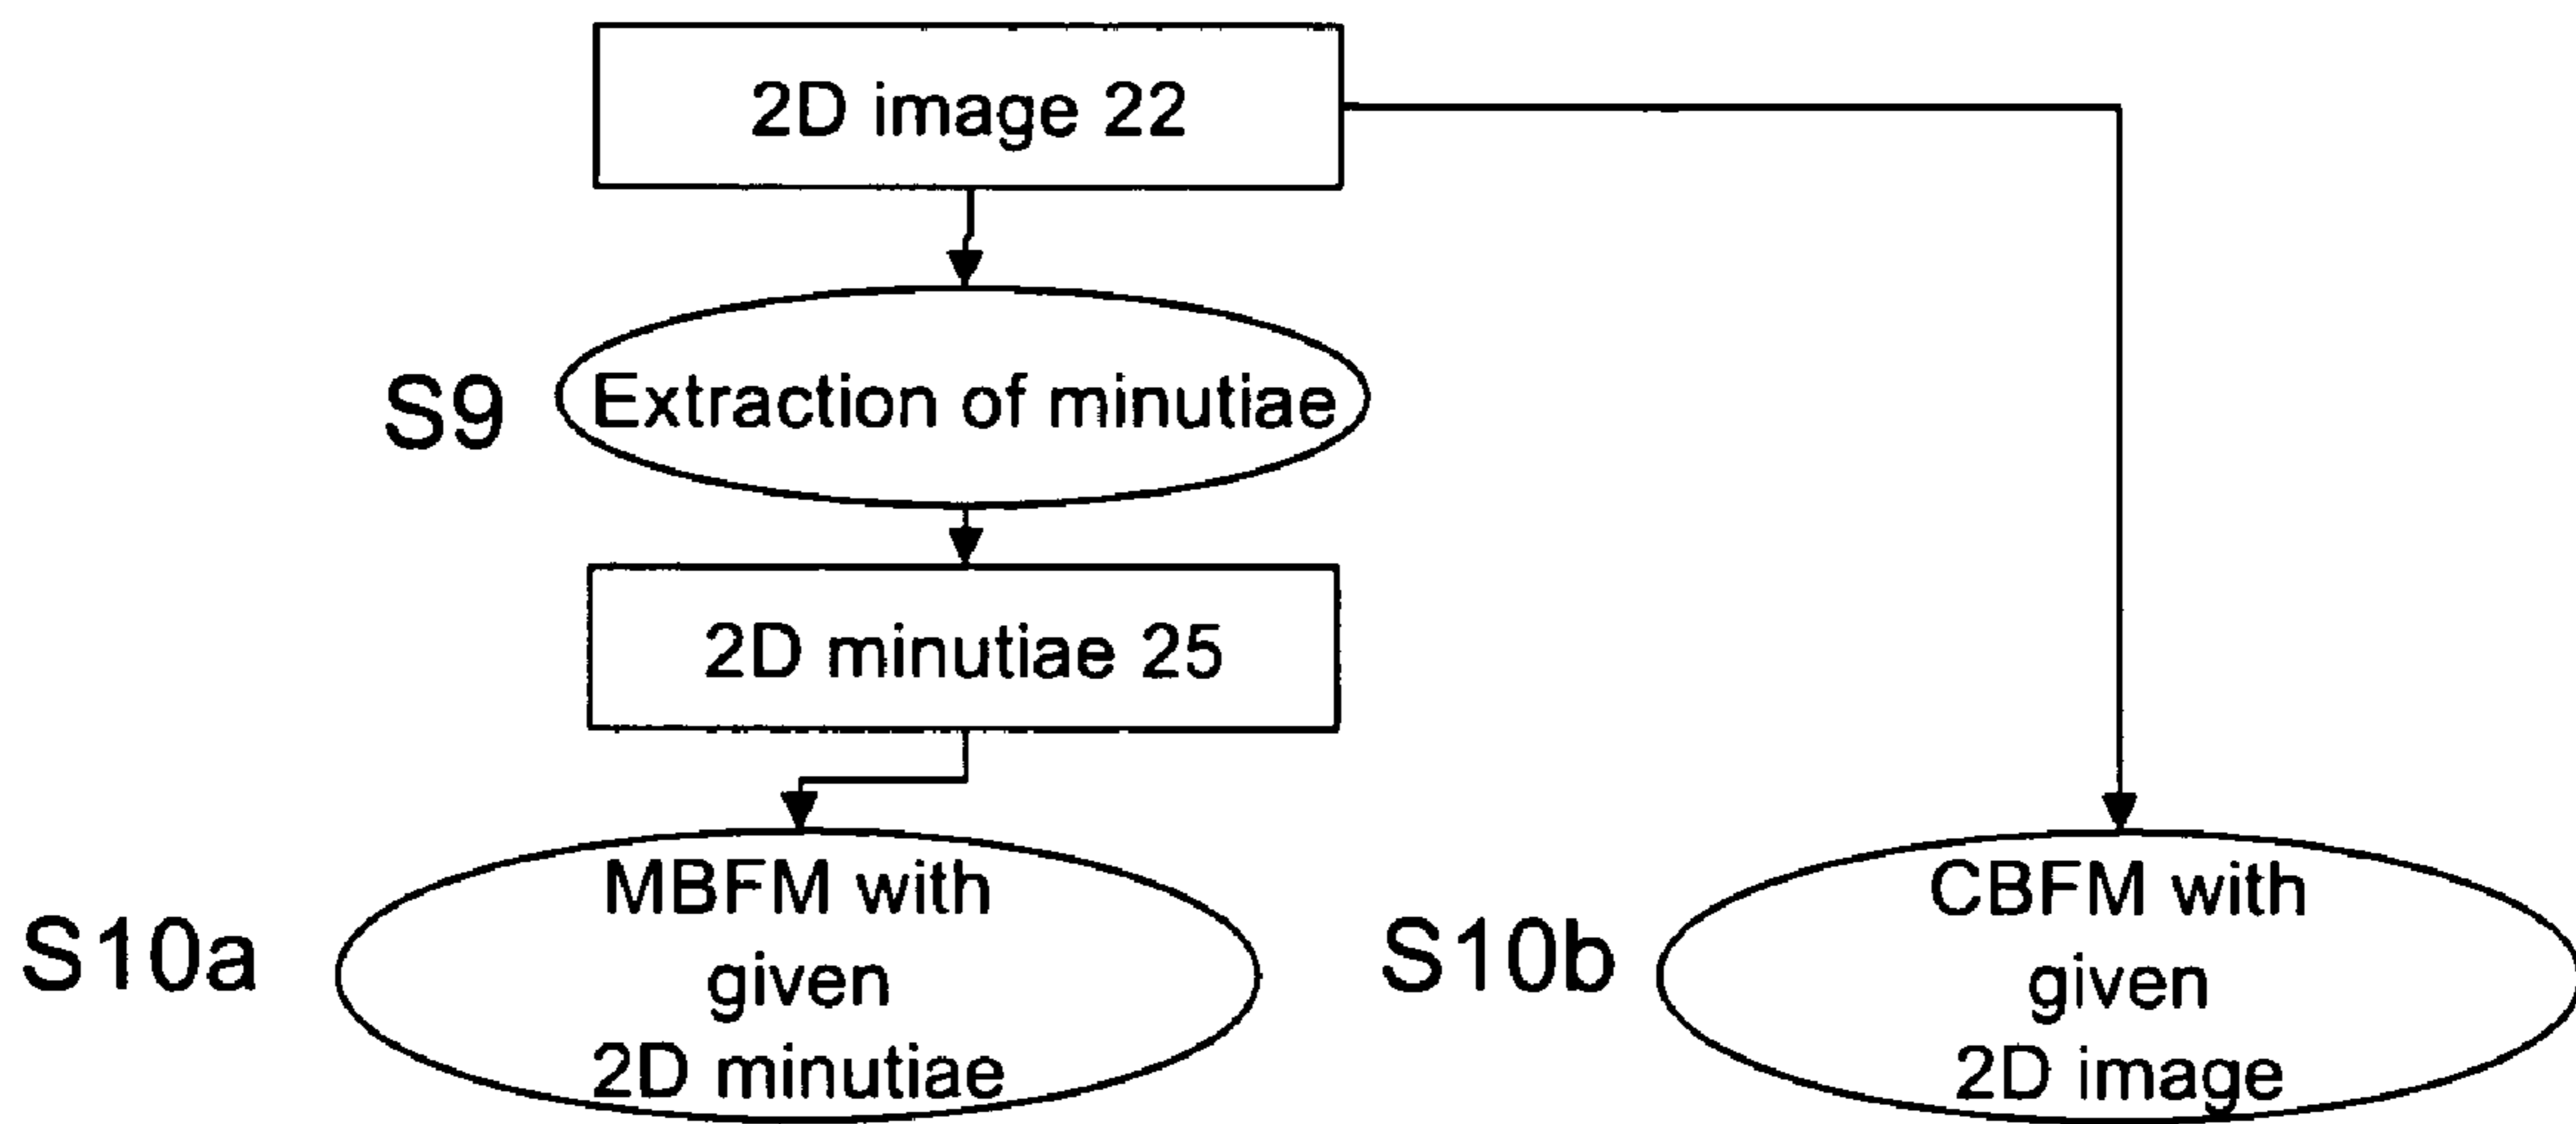 2D image 22
S9
Extraction of minutiae
2D minutiae 25
S10a
MBFM with
given
2D minutiae
S10b
CBFM with
given
2D image